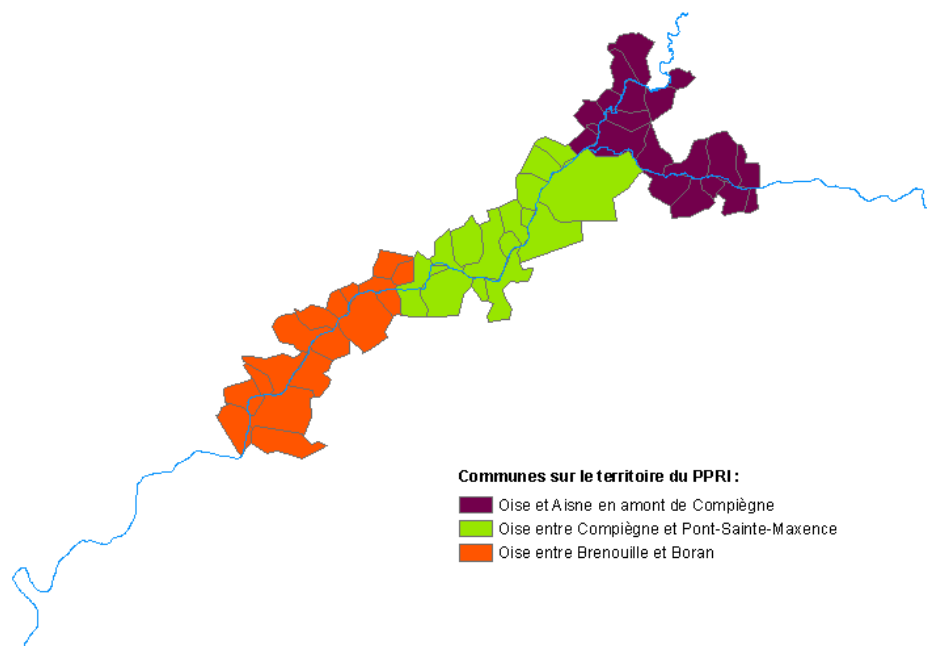 Communes sur le territoire du PPRI :
Oise et Aisne en amont de Compiègne
Oise entre Compiègne et Pont-Sainte-Maxence
Oise entre Brenouille et Boran